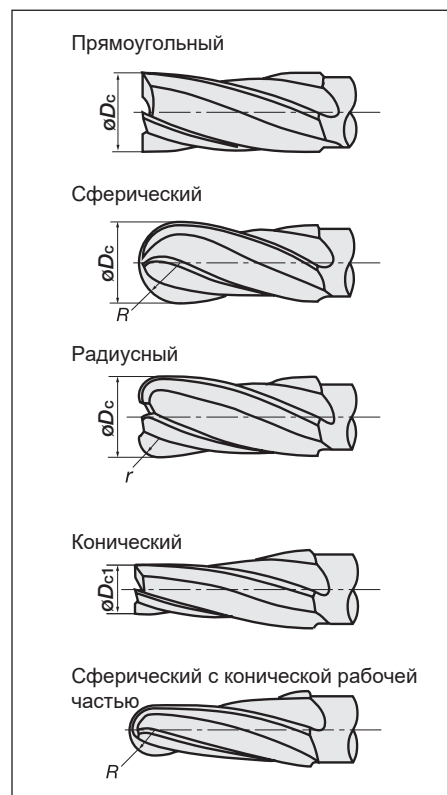 Прямоугольный
øDc
Сферический
øDc
R
Радиусный
øDc
r
Конический
øDc1
Сферический с конической рабочей
частью
R